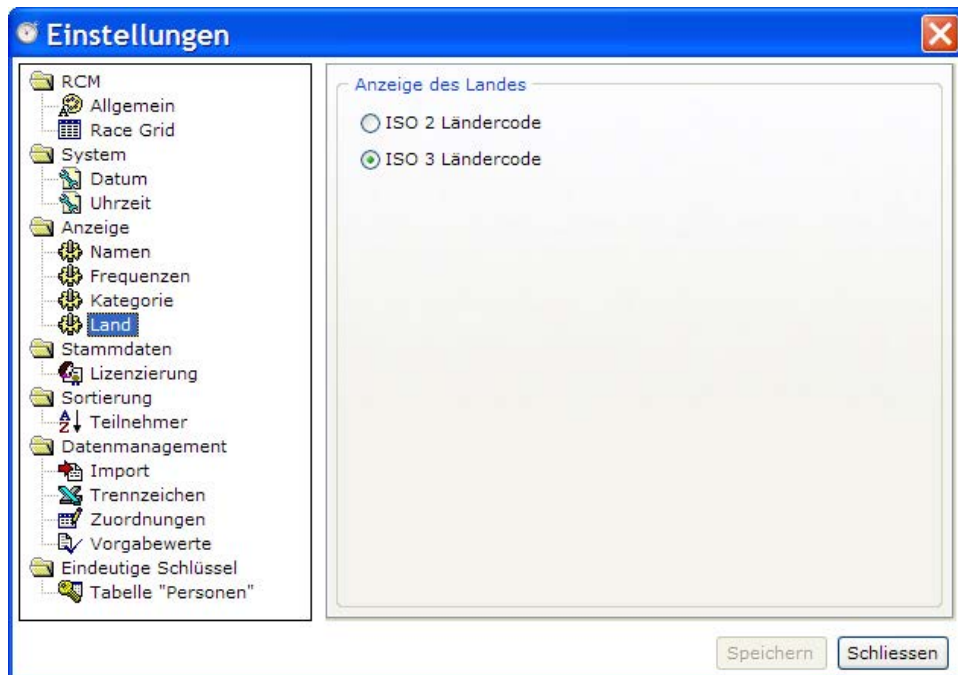 Einstellungen
RCM
Allgemein
Race Grid
System
Datum
Uhrzeit
Anzeige
Namen
Frequenzen
Kategorie
Land
Stammdaten
Lizenzierung
Sortierung
Teilnehmer
Datenmanagement
Import
Trennzeichen
Zuordnungen
Vorgabewerte
Eindeutige Schlüssel
Tabelle "Personen"
Anzeige des Landes
ISO 2 Ländercode
ISO 3 Ländercode
Speichern
Schliessen